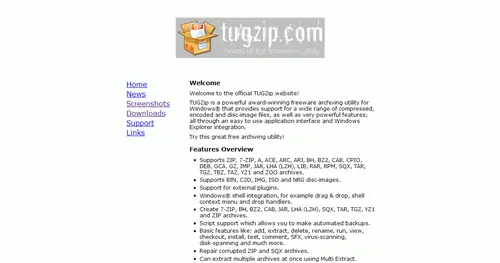 tugzip.com
home of the freeware utility
Home
News
Screenshots
Downloads
Support
Links
Welcome
Welcome to the official TUGZip website!
TUGZip is a powerful award-winning freeware archiving utility for
Windows® that provides support for a wide range of compressed,
encoded and disc-image files, as well as very powerful features;
all through an easy to use application interface and Windows
Explorer integration.
Try this great free archiving utility!
Features Overview
• Supports ZIP, 7-ZIP, A, ACE, ARC, ARJ, BH, BZ2, CAB, CPIO,
DEB, GCA, GZ, IMP, JAR, LHA (LZH), LIB, RAR, RPM, SQX, TAR,
TGZ, TBZ, TAZ, YZ1 and ZOO archives.
• Supports BIN, C2D, IMG, ISO and NRG disc-images.
• Support for external plugins.
• Windows® shell integration, for example drag & drop, shell
context menu and drop handlers.
• Create 7-ZIP, BH, BZ2, CAB, JAR, LHA (LZH), SQX, TAR, TGZ, YZ1
and ZIP archives.
• Script support which allows you to make automated backups.
• Basic features like: add, extract, delete, rename, run, view,
checkout, install, test, comment, SFX, virus-scanning,
disk-spanning and much more.
• Repair corrupted ZIP and SQX archives.
• Can extract multiple archives at once using Multi Extract.